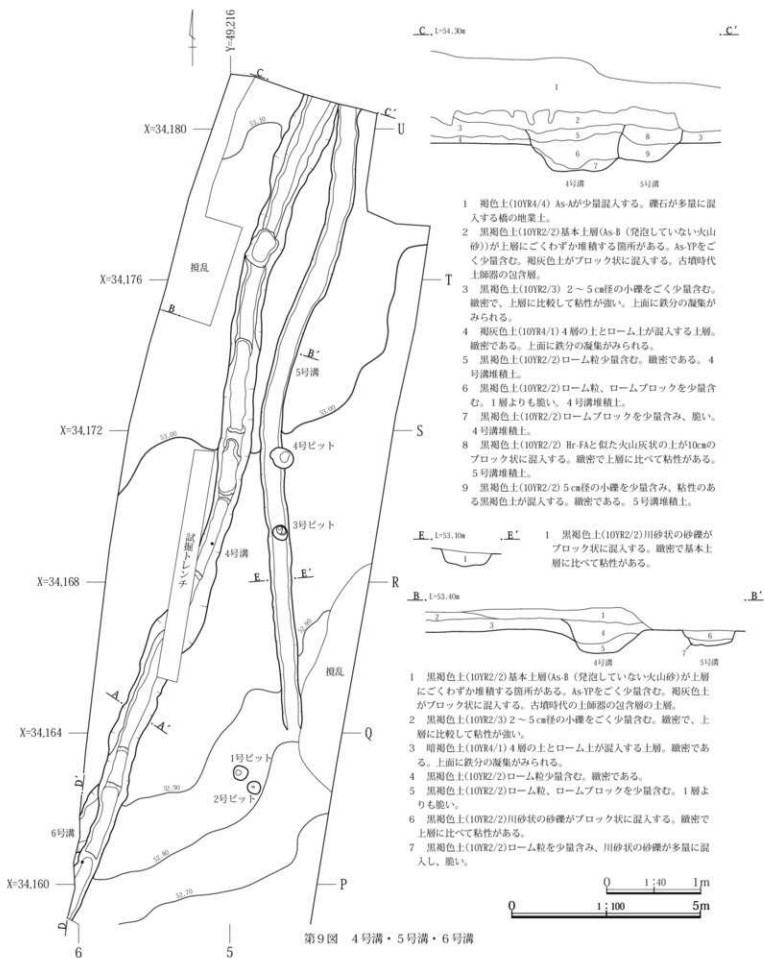 Y=49,216
C
C'
X=34,180
U
53.10
X=34,176
T
撹乱
B
B'
5号溝
X=34,172
S
53.00
53.00
4号ピット
3号ピット
試掘トレンチ
4号溝
X=34,168
R
E
E'
52.90
撹乱
A
A'
X=34,164
Q
1号ピット
2号ピット
52.90
D'
6号溝
52.80
X=34,160
P
52.70
D
6
5
C L=54.30m C'
1
2
3
4
5
6
7
8
9
3
4号溝
5号溝
1 褐色土(10YR4/4) As-Aが少量混入する。礫石が多量に混
入する橋の地業土。
2 黒褐色土(10YR2/2)基本土層(As-B（発泡していない火山
砂))が上層にごくわずか堆積する箇所がある。As-YPをご
く少量含む。褐灰色土がブロック状に混入する。古墳時代
土師器の包含層。
3 黒褐色土(10YR2/3) 2～5㎝径の小礫をごく少量含む。
緻密で、上層に比較して粘性が強い。上面に鉄分の凝集が
みられる。
4 褐灰色土(10YR4/1) 4層の土とローム土が混入する土層。
緻密である。上面に鉄分の凝集がみられる。
5 黒褐色土(10YR2/2)ローム粒少量含む。緻密である。4
号溝堆積土。
6 黒褐色土(10YR2/2)ローム粒、ロームブロックを少量含
む。1層よりも脆い。4号溝堆積土。
7 黒褐色土(10YR2/2)ロームブロックを少量含み、脆い。
4号溝堆積土。
8 黒褐色土(10YR2/2) Hr-FAと似た火山灰状の土が10㎝の
ブロック状に混入する。緻密で上層に比べて粘性がある。
5号溝堆積土。
9 黒褐色土(10YR2/2) 5㎝径の小礫を少量含み、粘性のあ
る黒褐土が混入する。緻密である。5号溝堆積土。
E L=53.10m E'
1
1 黒褐色土(10YR2/2)川砂状の砂礫が
ブロック状に混入する。緻密で基本土
層に比べて粘性がある。
B L=53.40m B'
1
2
3
4
5
6
7
4号溝
5号溝
1 黒褐色土(10YR2/2)基本土層(As-B（発泡していない火山砂）が上層
にごくわずか堆積する箇所がある。As-YPをごく少量含む。褐灰色土
がブロック状に混入する。古墳時代の土師器の包含層の土層。
2 黒褐色土(10YR2/3) 2～5㎝径の小礫をごく少量含む。緻密で、上
層に比較して粘性が強い。
3 暗褐色土(10YR4/1) 4層の土とローム土が混入する土層。緻密であ
る。上面に鉄分の凝集がみられる。
4 黒褐色土(10YR2/2)ローム粒少量含む。緻密である。
5 黒褐色土(10YR2/2)ローム粒、ロームブロックを少量含む。1層よ
りも脆い。
6 黒褐色土(10YR2/2)川砂状の砂礫がブロック状に混入する。緻密で
上層に比べて粘性がある。
7 黒褐色土(10YR2/2)ローム粒を少量含み、川砂状の砂礫が多量に混
入し、脆い。
0 1:40 1m
0 1:100 5m
第9図 4号溝・5号溝・6号溝